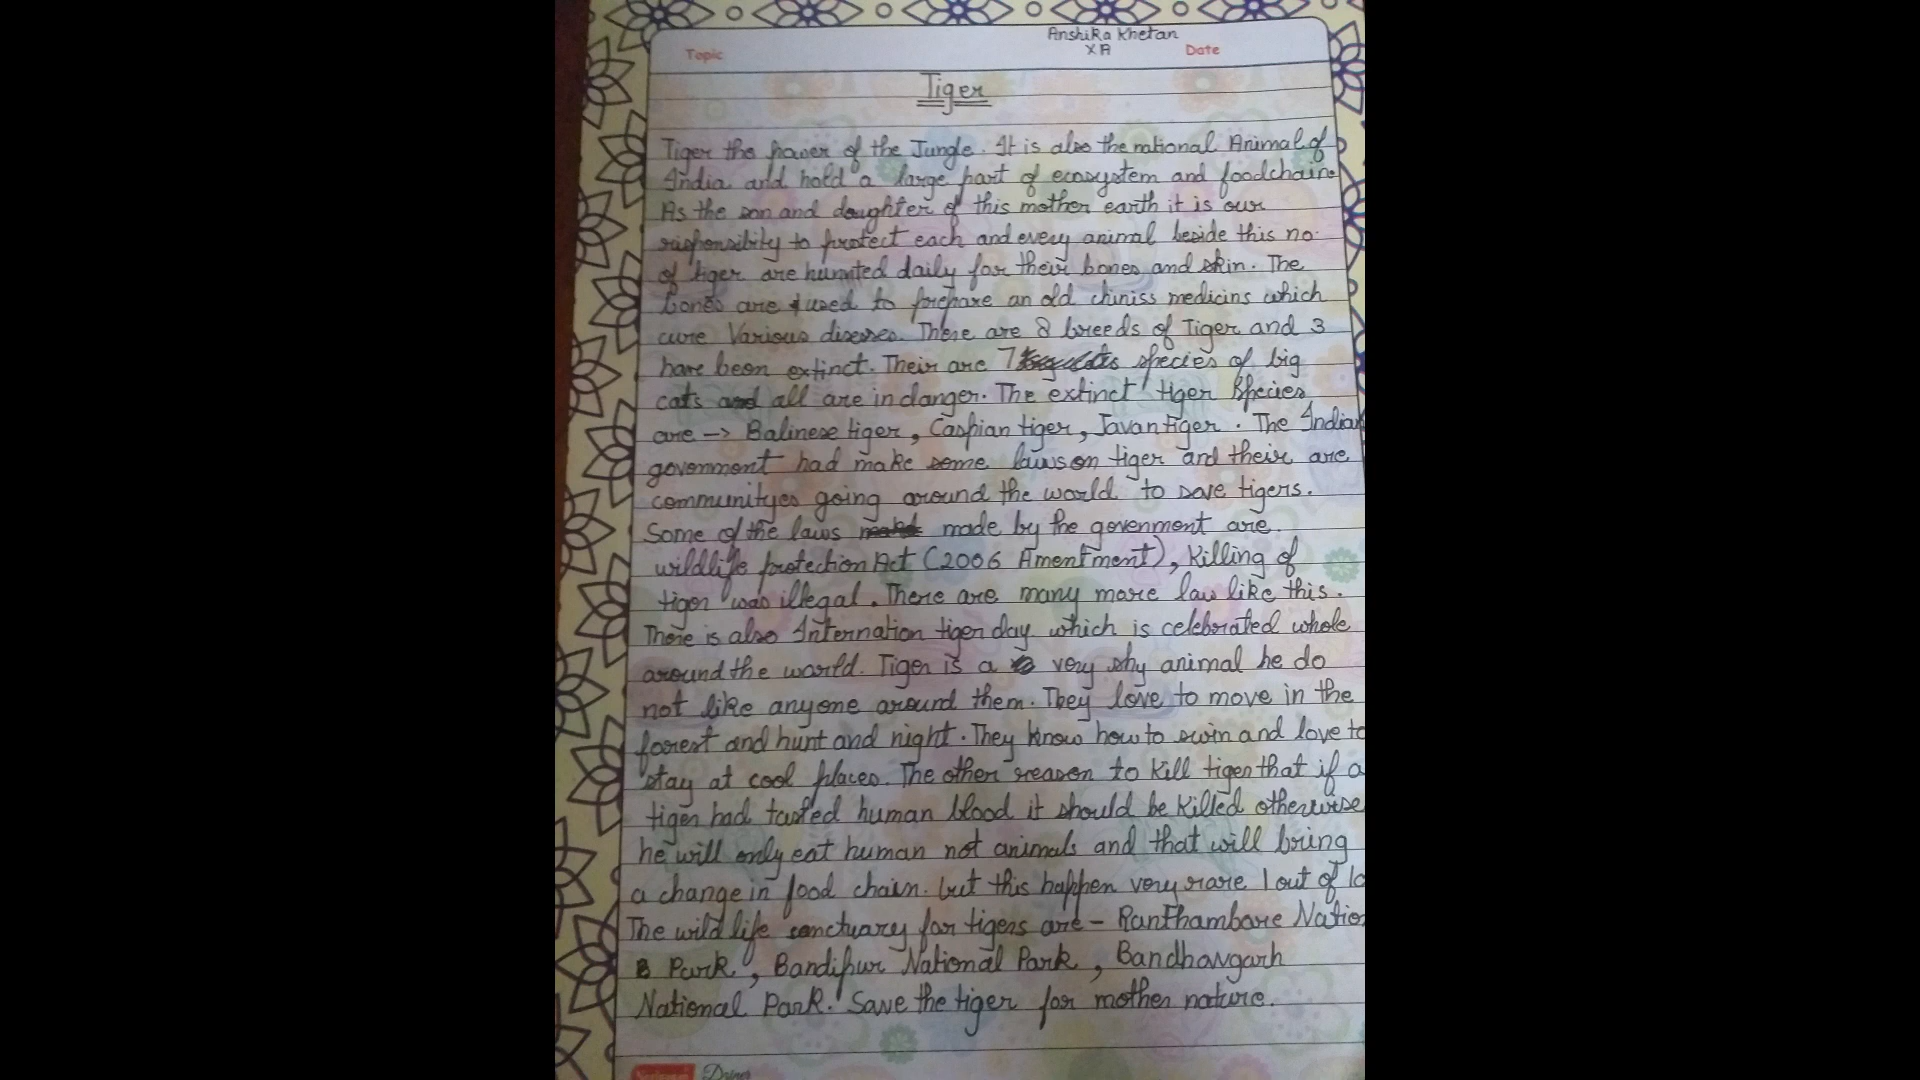 Anshika Khetan
Topic XA Date
Tiger
Tiger the power of the Jungle. It is also the national Animal of
India and hold a large part of ecosystem and foodchain.
As the son and daughter of this mother earth it is our
risponsibility to protect each and every animal beside this no.
of tiger are hunnted daily for their bones and skin. The
bones are used to prepare an old chiniss medicins which
cure Various diseases. There are 8 breeds of Tiger and 3
have been extinct. Their are 7 species of big
cats and all are in danger. The extinct tiger species
are -> Balinese tiger, Caspian tiger, Javan tiger. The Indian
govenment had make some laws on tiger and their are
communityes going around the world to save tigers.
Some of the laws made by the govenment are
wildlife protection Act (2006 Amentment), Killing of
tiger was illegal. There are many more law like this.
There is also Internation tiger day which is celebrated whole
around the world. Tiger is a very shy animal he do
not like anyone around them. They love to move in the
forest and hunt and night. They know how to swin and love to
stay at cool places. The other reason to kill tiger that if a
tiger had tasted human blood it should be killed otherwise
he will only eat human not animals and that will bring
a change in food chain. but this happen very rare 1 out of 10
The wild life senctuary for tigers are - Ranthambore Natio
Park, Bandipur National Park, Bandhavgarh
National Park. Save the tiger for mother nature.